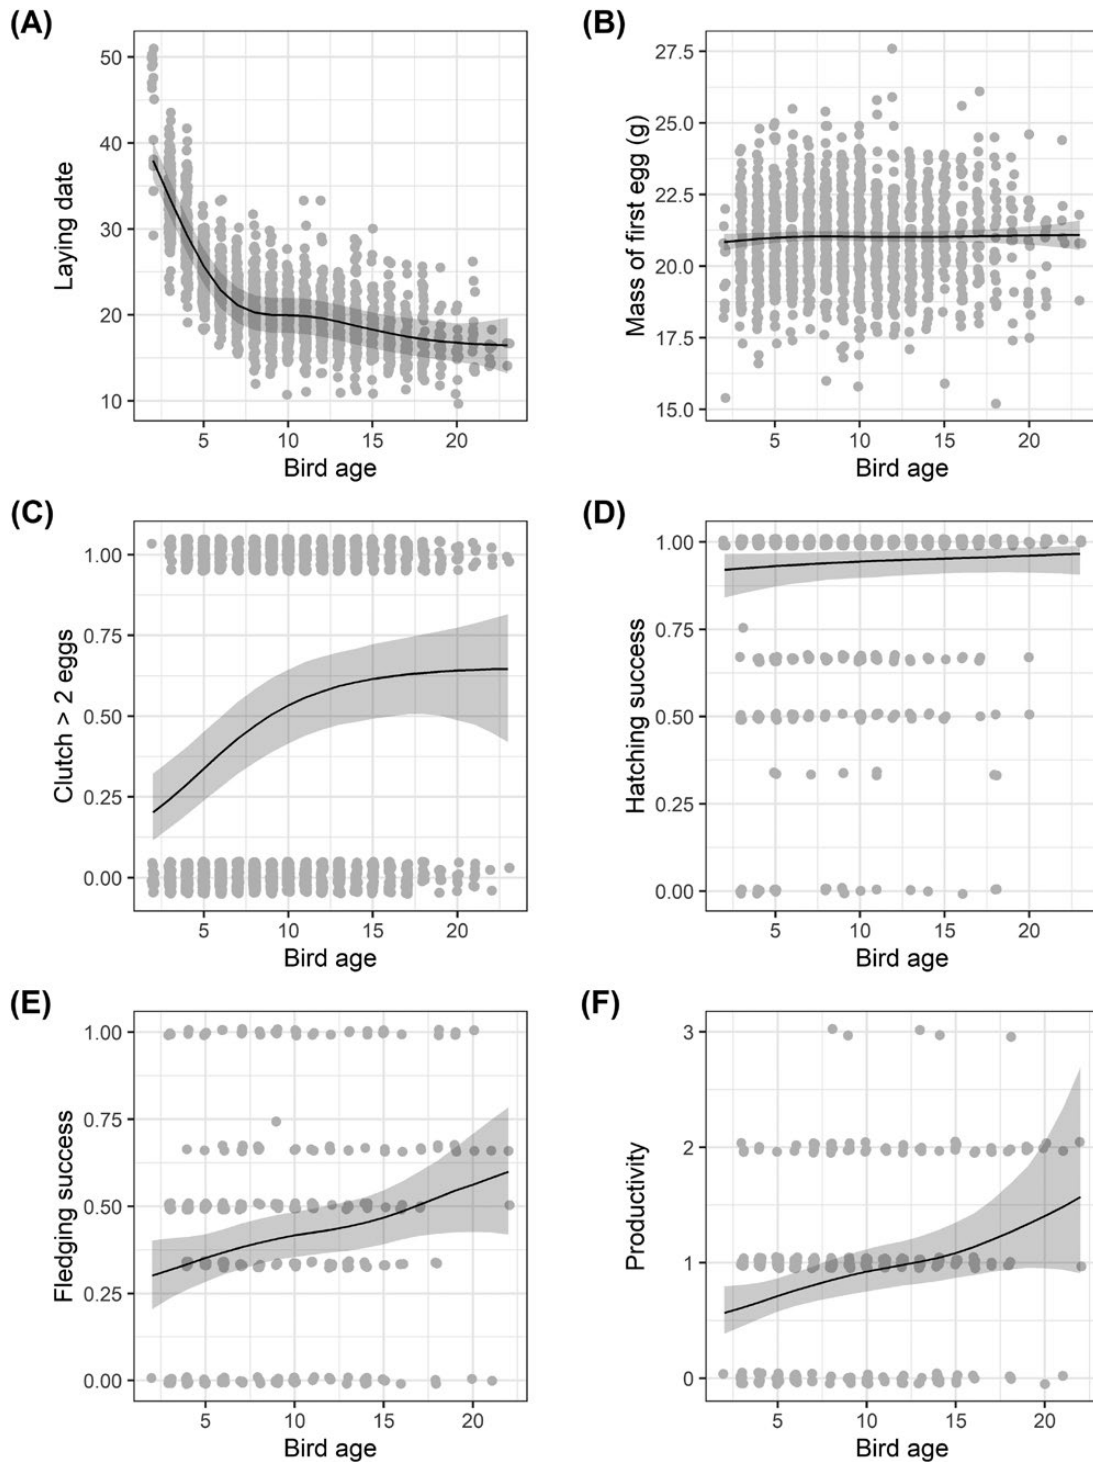 (A)
Laying date
50
40
30
20
10
5 10 15 20
Bird age
(B)
Mass of first egg (g)
27.5
25.0
22.5
20.0
17.5
15.0
5 10 15 20
Bird age
(C)
Clutch > 2 eggs
1.00
0.75
0.50
0.25
0.00
5 10 15 20
Bird age
(D)
Hatching success
1.00
0.75
0.50
0.25
0.00
5 10 15 20
Bird age
(E)
Fledging success
1.00
0.75
0.50
0.25
0.00
5 10 15 20
Bird age
(F)
Productivity
3
2
1
0
5 10 15 20
Bird age